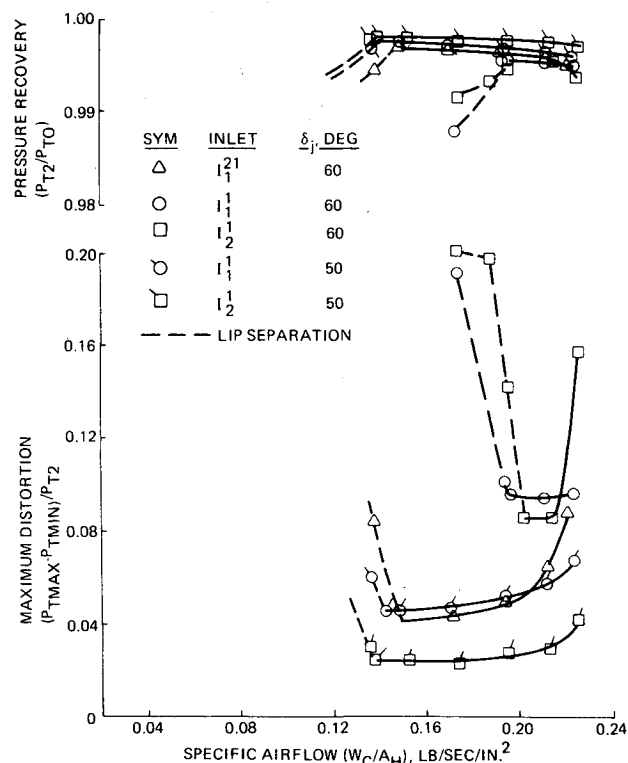 PRESSURE RECOVERY
(P_T2/P_TO)
1.00
0.99
0.98
SYM INLET δ_j, DEG
I_1^21 60
I_1^1 60
I_2^1 60
I_1^1 50
I_2^1 50
LIP SEPARATION
MAXIMUM DISTORTION
(P_TMAX-P_TMIN)/P_T2
0.20
0.16
0.12
0.08
0.04
0
0.04 0.08 0.12 0.16 0.20 0.24
SPECIFIC AIRFLOW (W_C/A_H), LB/SEC/IN.²